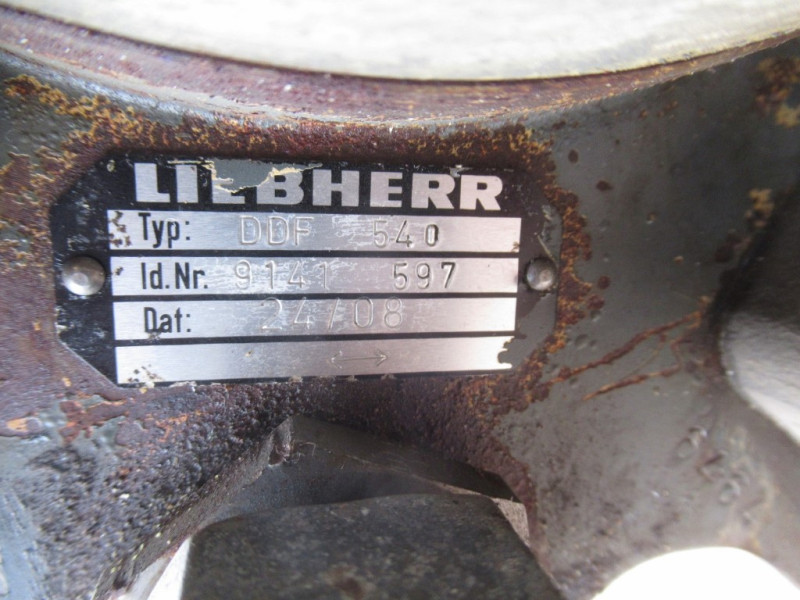 LIEBHERR
Typ: DDF 540
Id.Nr. 9141 597
Dat: 24/08
→